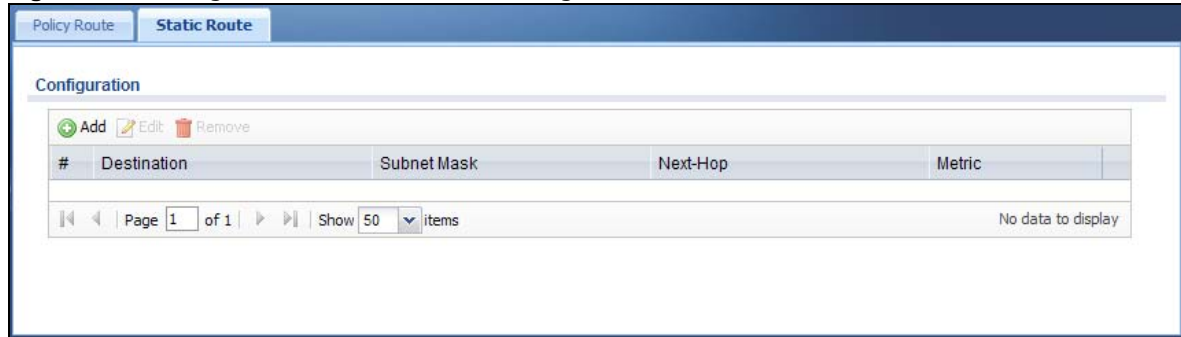 Policy Route Static Route
Configuration
Add Edit Remove
# Destination Subnet Mask Next-Hop Metric
Page 1 of 1 Show 50 items No data to display